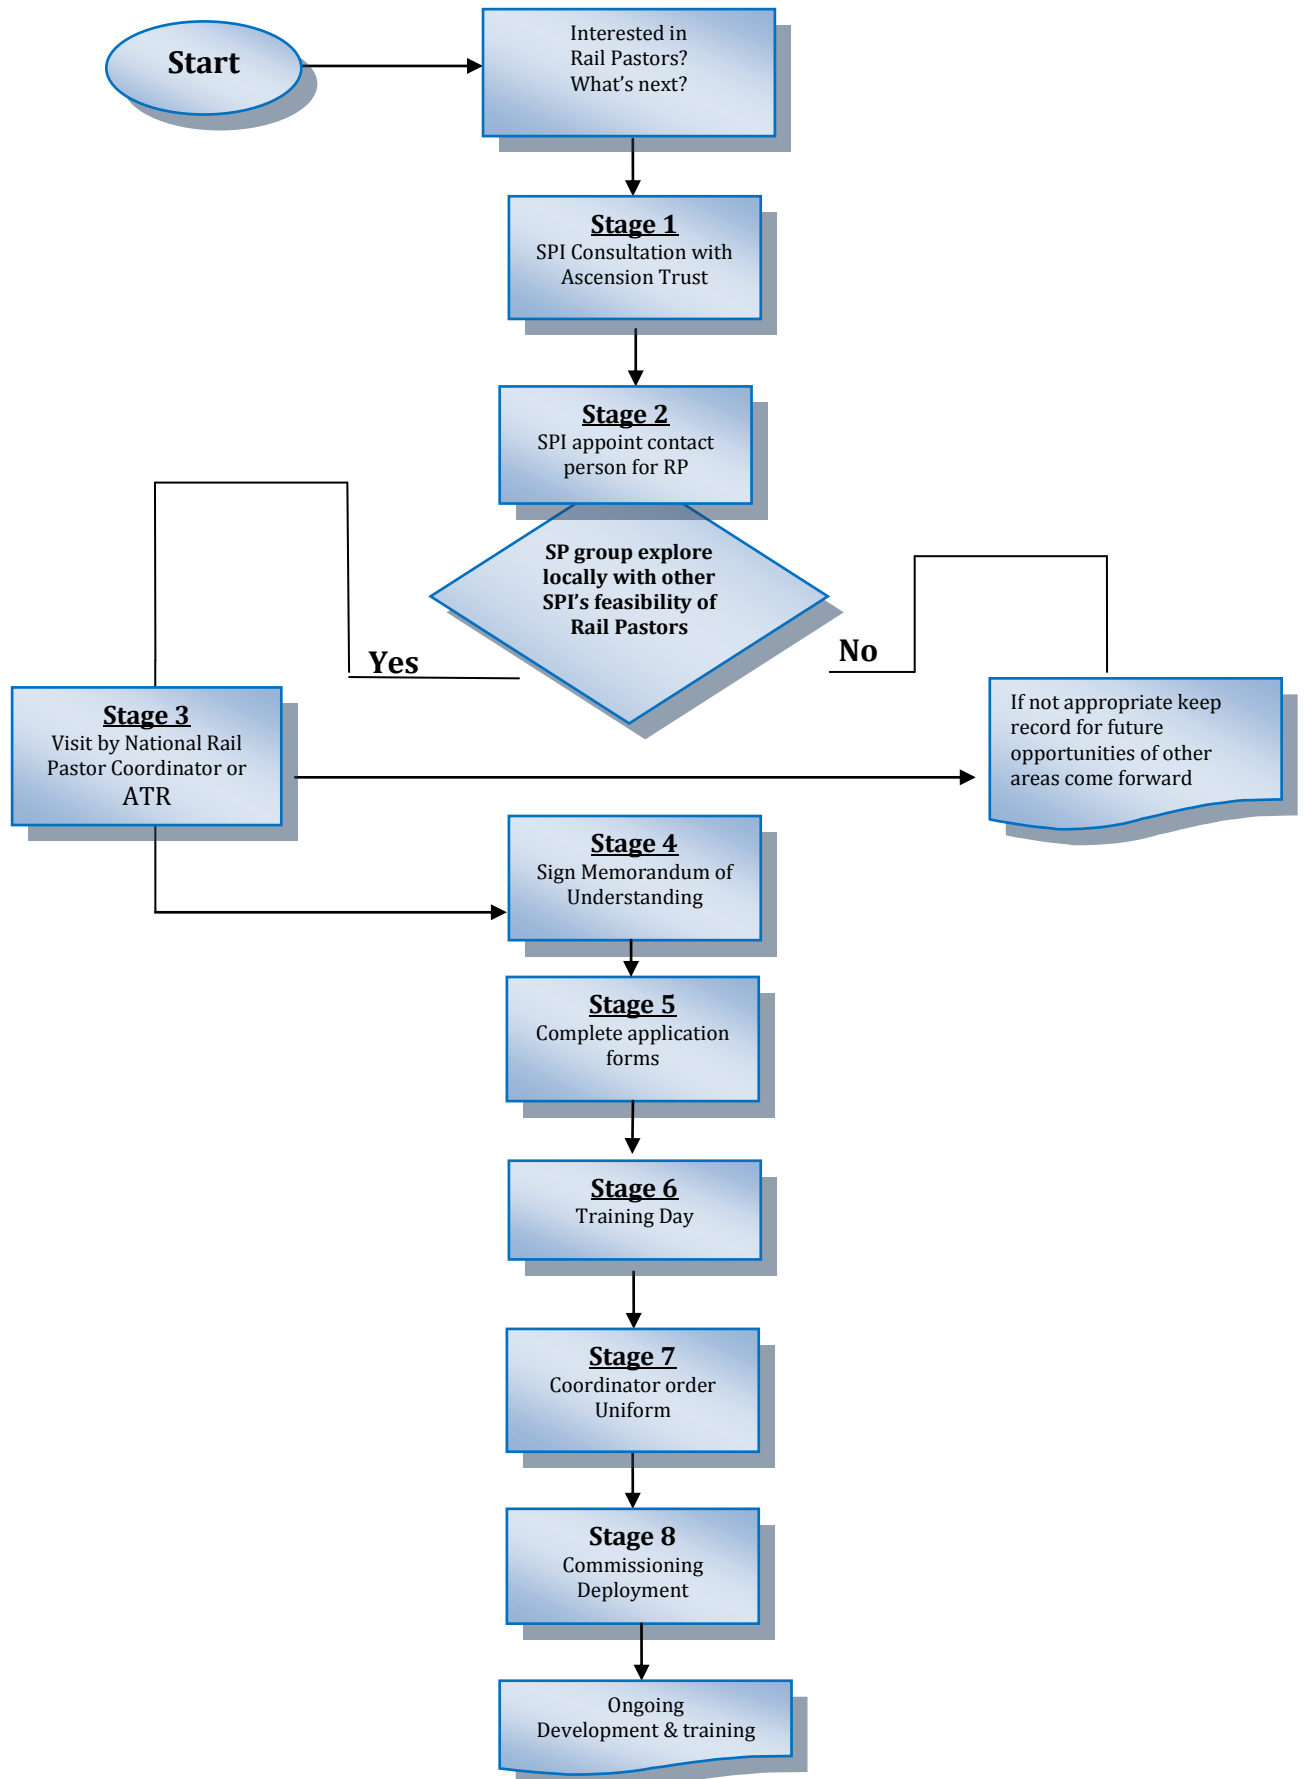 Start
Interested in
Rail Pastors?
What's next?
Stage 1
SPI Consultation with
Ascension Trust
Stage 2
SPI appoint contact
person for RP
SP group explore
locally with other
SPI's feasibility of
Rail Pastors
Yes
No
Stage 3
Visit by National Rail
Pastor Coordinator or
ATR
If not appropriate keep
record for future
opportunities of other
areas come forward
Stage 4
Sign Memorandum of
Understanding
Stage 5
Complete application
forms
Stage 6
Training Day
Stage 7
Coordinator order
Uniform
Stage 8
Commissioning
Deployment
Ongoing
Development & training